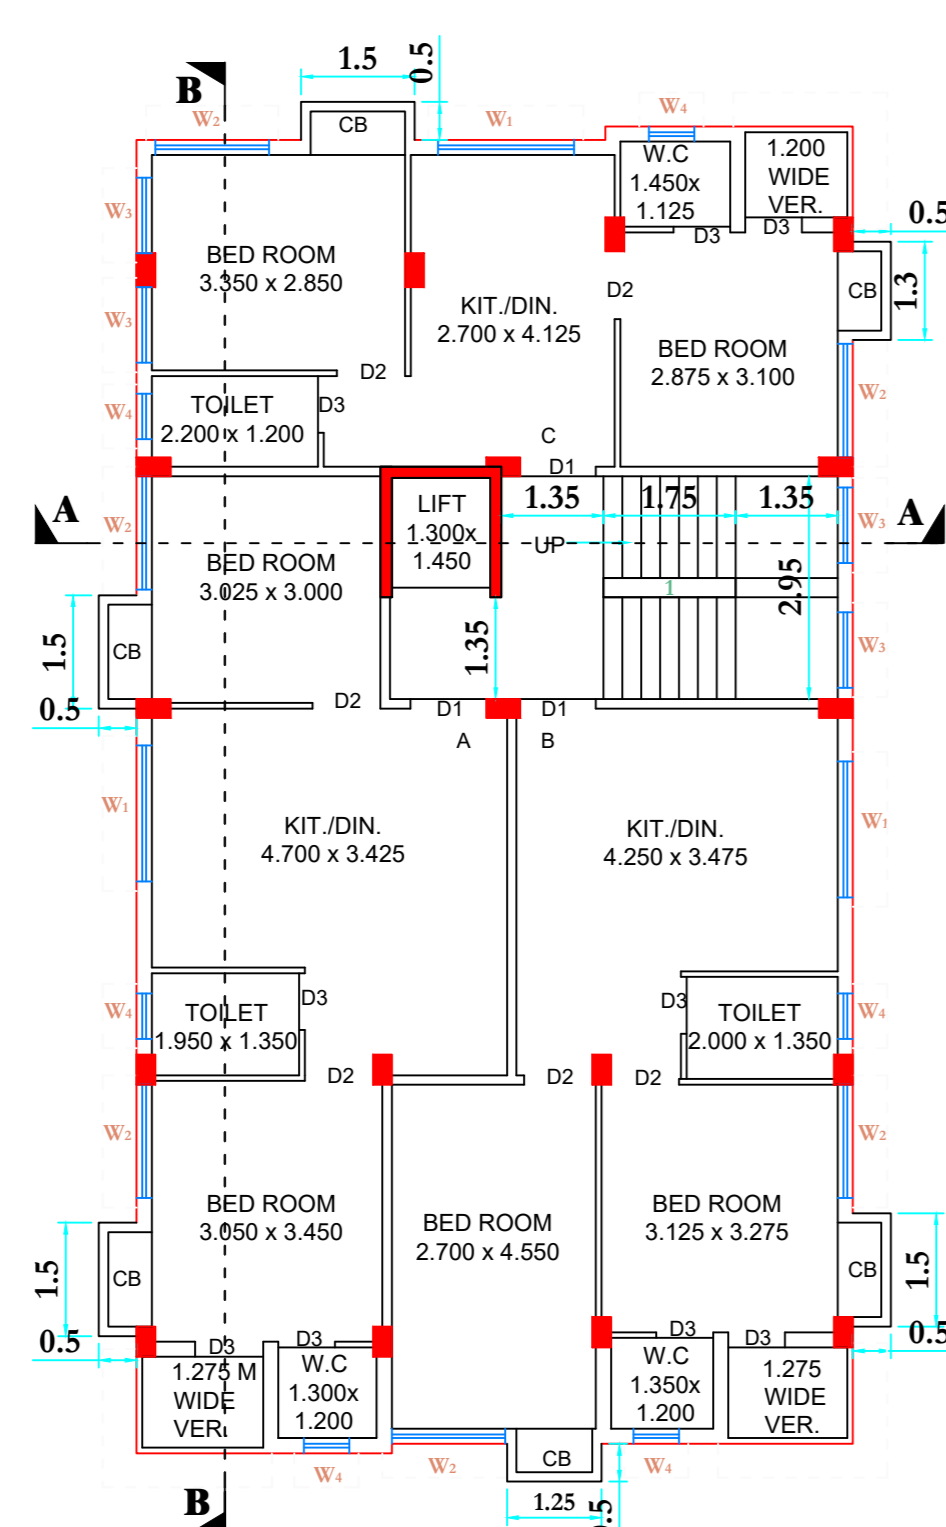 1.5
0.5
B
W2
CB
W1
W4
W.C
1.450x
1.125
1.200
WIDE
VER.
D3
D3
0.5
W3
BED ROOM
3.350 x 2.850
D2
CB
1.3
KIT./DIN.
2.700 x 4.125
W3
BED ROOM
2.875 x 3.100
D2
W2
W4
TOILET
2.200 x 1.200
D3
C
D1
A
W2
LIFT
1.300x
1.450
1.35
1.75
1.35
W3
A
UP
BED ROOM
3.025 x 3.000
1
2.95
1.5
CB
1.35
W3
0.5
D2
D1
D1
A
B
W1
KIT./DIN.
4.700 x 3.425
KIT./DIN.
4.250 x 3.475
W1
W4
TOILET
1.950 x 1.350
D3
D3
TOILET
2.000 x 1.350
W4
D2
D2
D2
W2
W2
BED ROOM
3.050 x 3.450
BED ROOM
2.700 x 4.550
BED ROOM
3.125 x 3.275
1.5
CB
CB
1.5
0.5
D3
D3
D3
D3
0.5
1.275 M
WIDE
VER.
W.C
1.300x
1.200
W.C
1.350x
1.200
1.275
WIDE
VER.
W4
W2
CB
W4
B
1.25
0.5